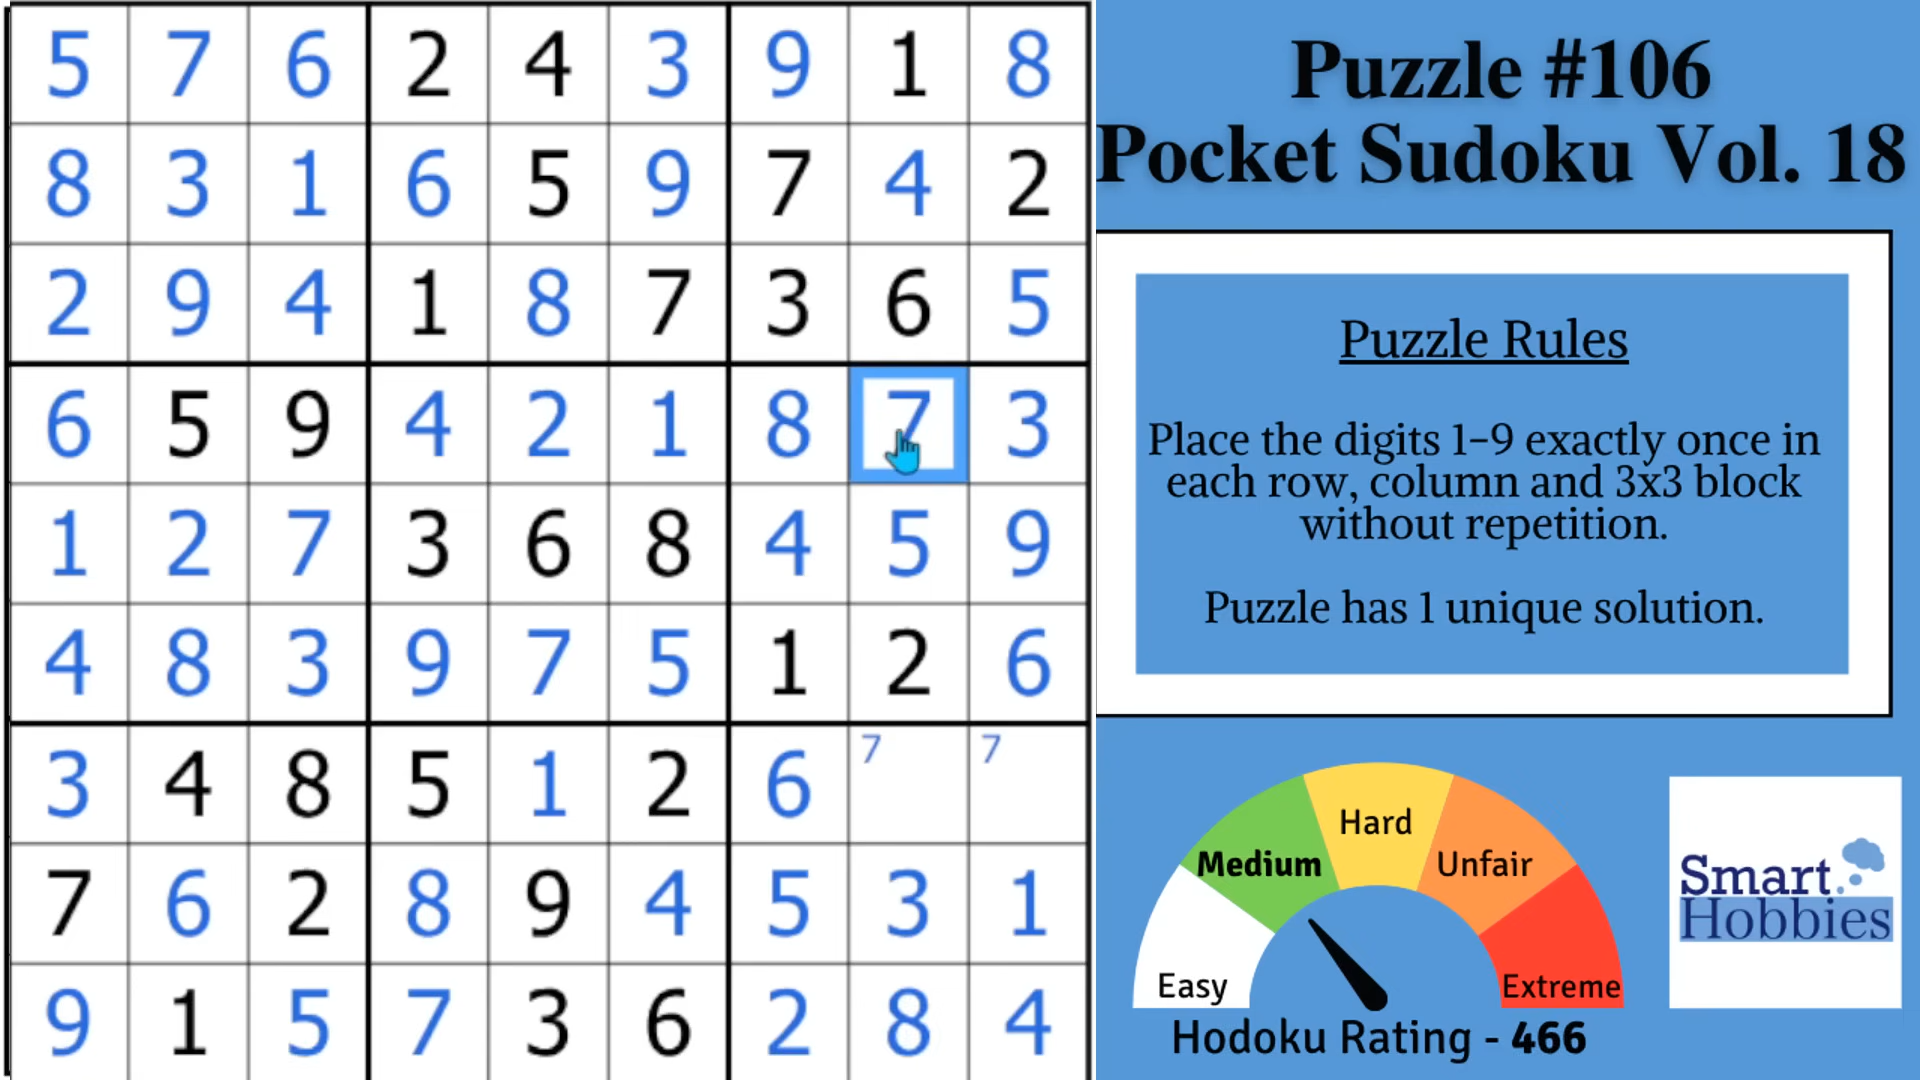 5 7 6 2 4 3 9 1 8
8 3 1 6 5 9 7 4 2
2 9 4 1 8 7 3 6 5
6 5 9 4 2 1 8 7 3
1 2 7 3 6 8 4 5 9
4 8 3 9 7 5 1 2 6
3 4 8 5 1 2 6 7 7
7 6 2 8 9 4 5 3 1
9 1 5 7 3 6 2 8 4
Puzzle #106
Pocket Sudoku Vol. 18
Puzzle Rules
Place the digits 1-9 exactly once in
each row, column and 3x3 block
without repetition.
Puzzle has 1 unique solution.
Easy
Medium
Hard
Unfair
Extreme
Hodoku Rating - 466
Smart
Hobbies